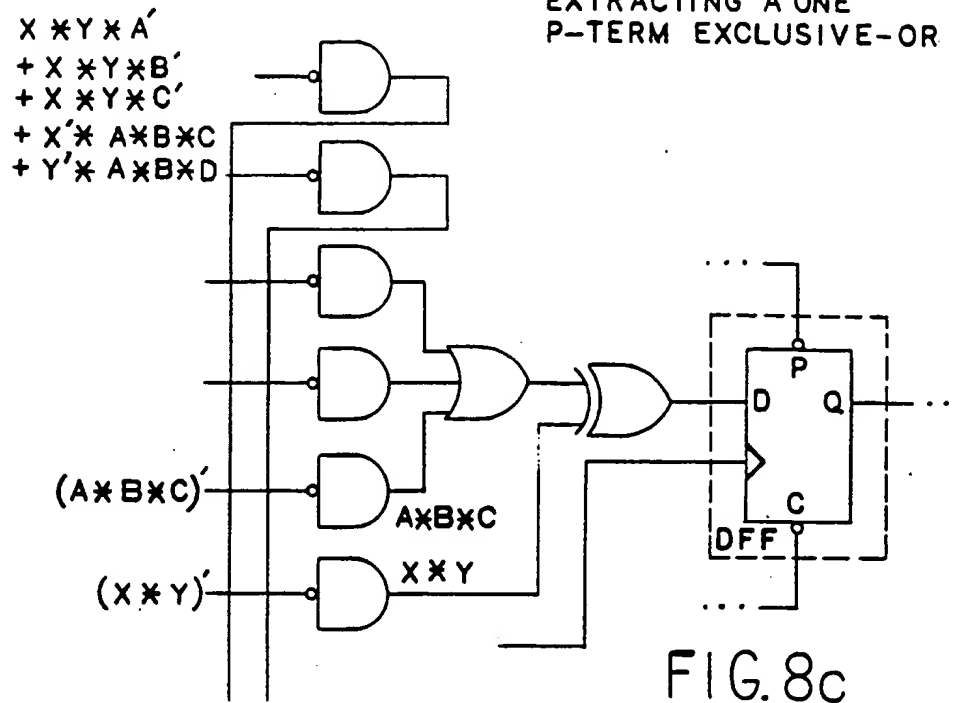 EXTRACTING A ONE
P-TERM EXCLUSIVE-OR
X * Y * A'
+ X * Y * B'
+ X * Y * C'
+ X' * A * B * C
+ Y' * A * B * D
(A * B * C)'
A * B * C
(X * Y)'
X * Y
...
P
D Q
...
C
DFF
...
FIG. 8c